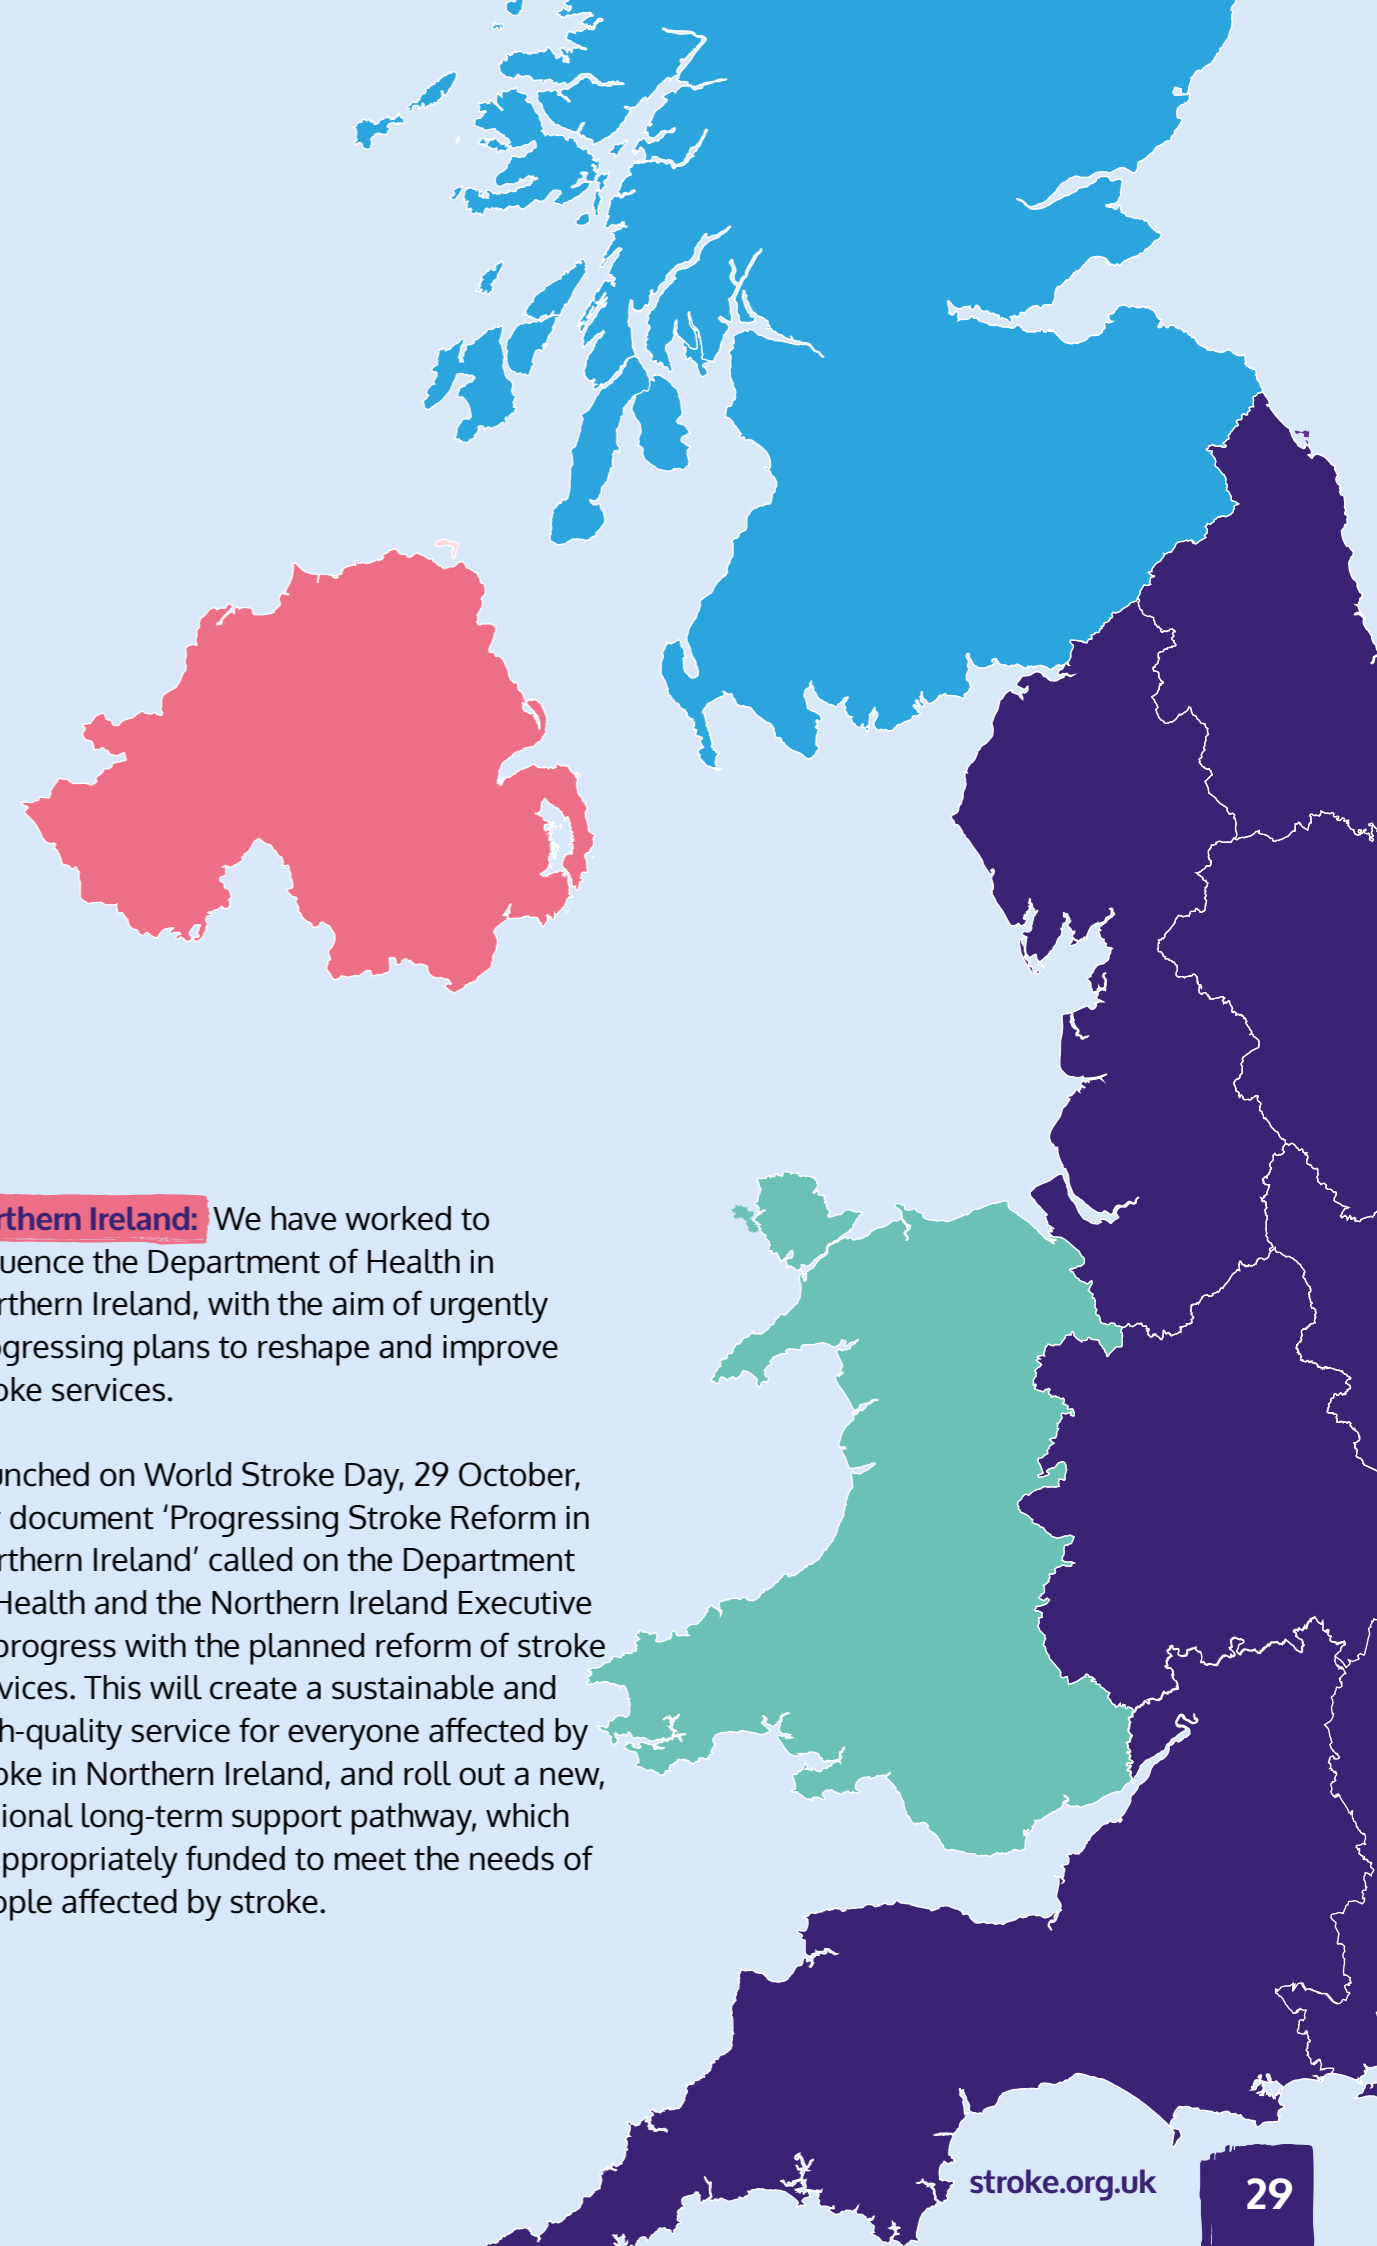 rthern Ireland: We have worked to
uence the Department of Health in
rthern Ireland, with the aim of urgently
gressing plans to reshape and improve
oke services.
unched on World Stroke Day, 29 October,
document ‘Progressing Stroke Reform in
rthern Ireland’ called on the Department
Health and the Northern Ireland Executive
progress with the planned reform of stroke
vices. This will create a sustainable and
h-quality service for everyone affected by
oke in Northern Ireland, and roll out a new,
ional long-term support pathway, which
ppropriately funded to meet the needs of
ople affected by stroke.
stroke.org.uk
29